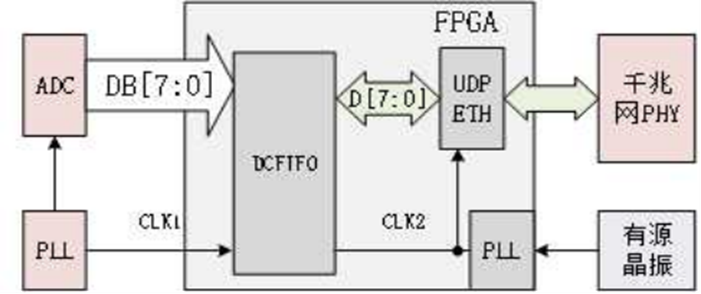 FPGA
ADC
DB[7:0]
DCFIFO
D[7:0]
UDP
ETH
千兆
网PHY
PLL
CLK1
CLK2
PLL
有源
晶振